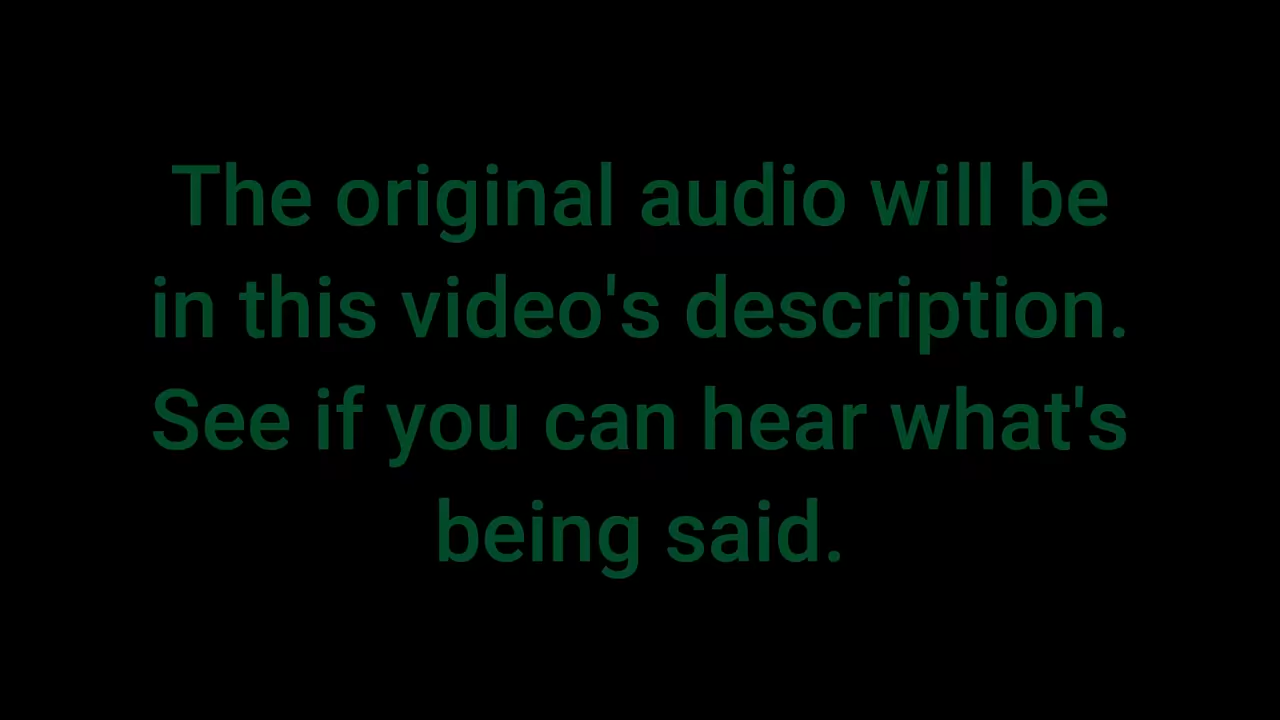 The original audio will be
in this video's description.
See if you can hear what's
being said.